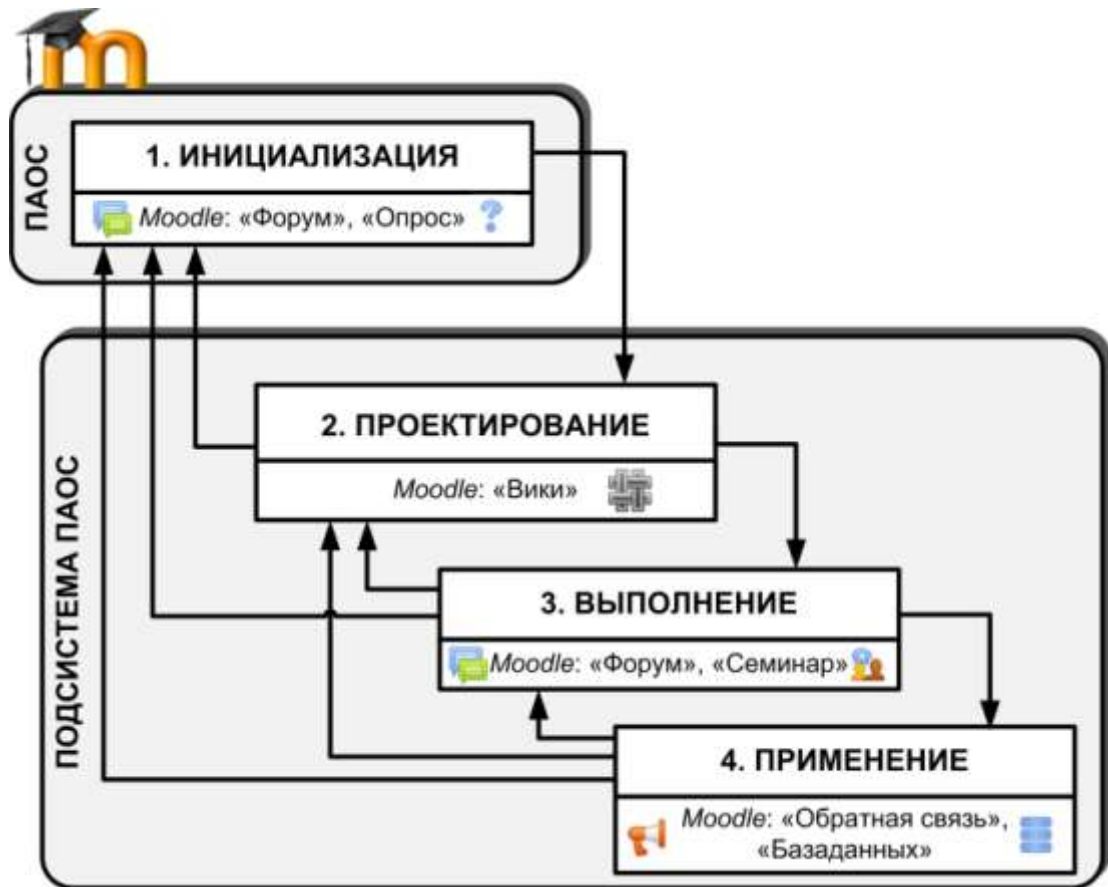 m
ПАОС
1. ИНИЦИАЛИЗАЦИЯ
Moodle: «Форум», «Опрос» ?
ПОДСИСТЕМА ПАОС
2. ПРОЕКТИРОВАНИЕ
Moodle: «Вики»
3. ВЫПОЛНЕНИЕ
Moodle: «Форум», «Семинар»
4. ПРИМЕНЕНИЕ
Moodle: «Обратная связь»,
«Базаданных»